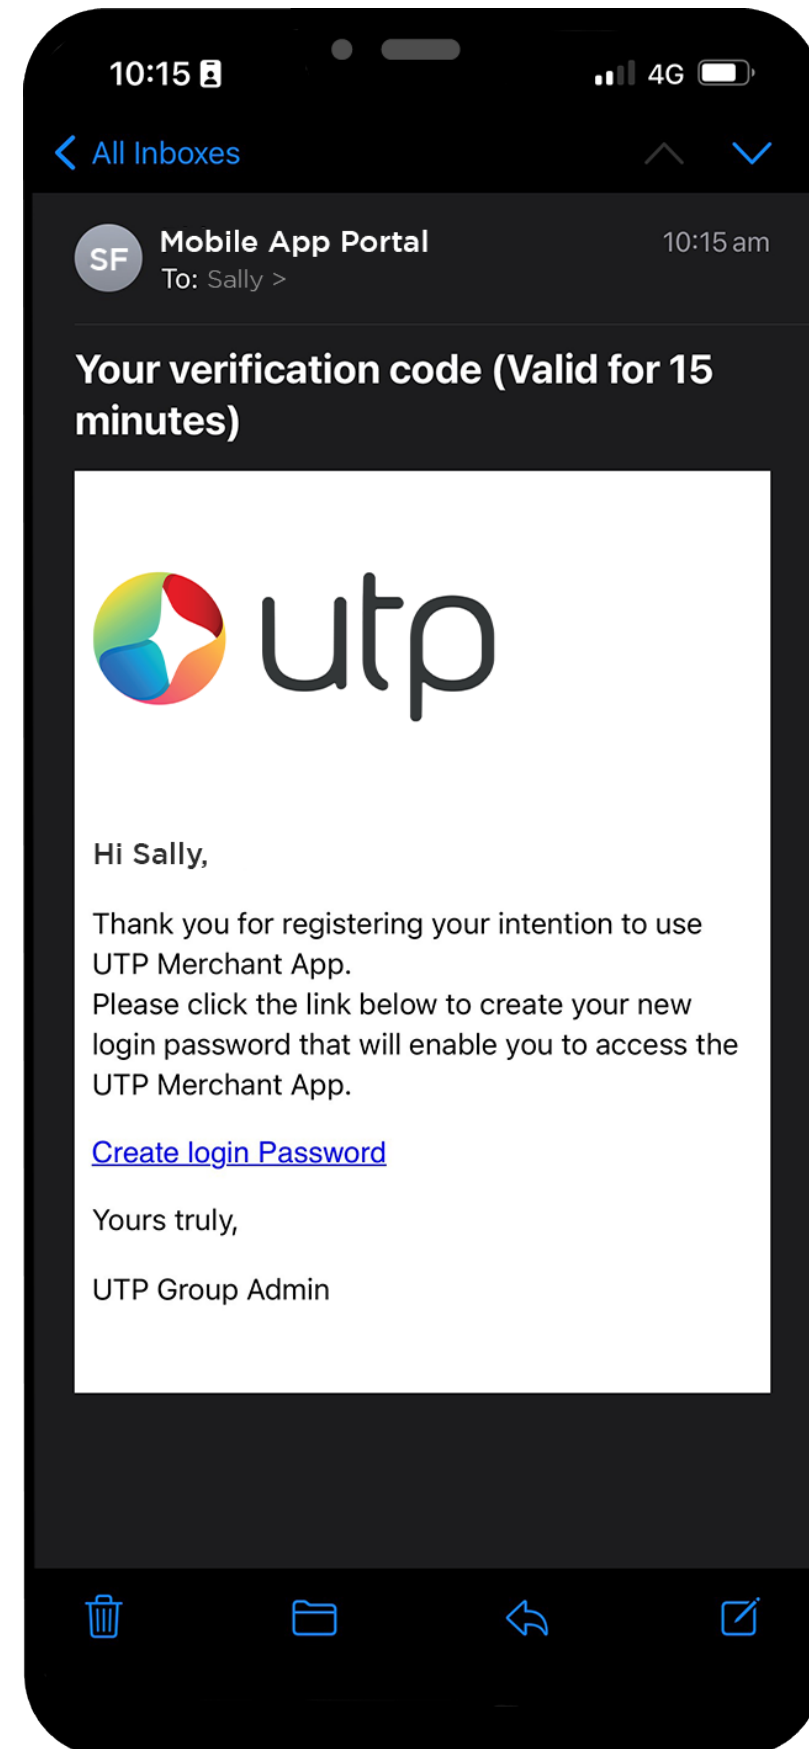 10:15 4G
All Inboxes
SF
Mobile App Portal 10:15 am
To: Sally >
Your verification code (Valid for 15
minutes)
utp
Hi Sally,
Thank you for registering your intention to use
UTP Merchant App.
Please click the link below to create your new
login password that will enable you to access the
UTP Merchant App.
Create login Password
Yours truly,
UTP Group Admin